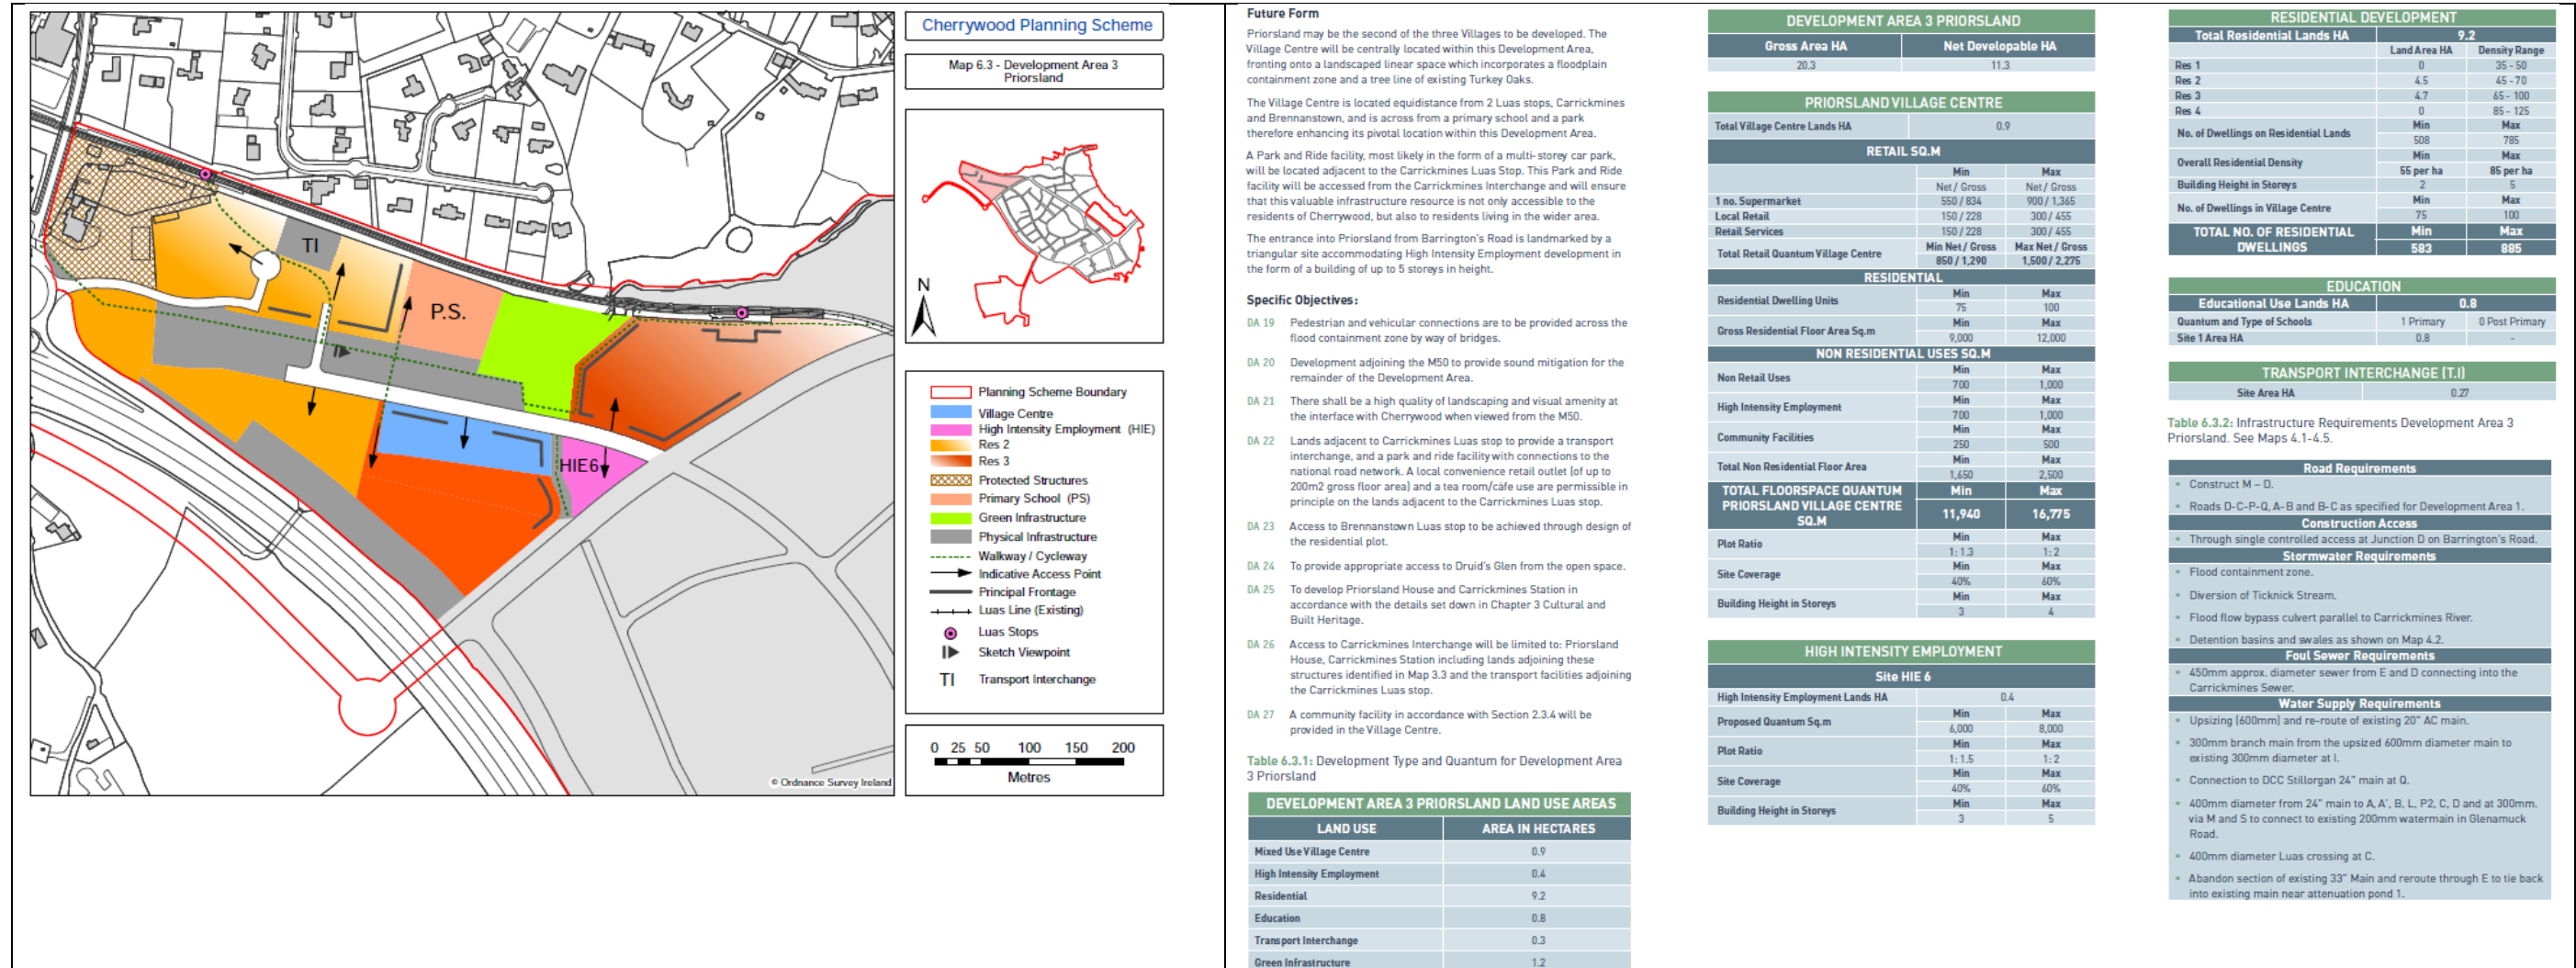 Cherrywood Planning Scheme
Map 6.3 - Development Area 3
Priorsland
N
TI
P.S.
HIE6
Planning Scheme Boundary
Village Centre
High Intensity Employment (HIE)
Res 2
Res 3
Protected Structures
Primary School (PS)
Green Infrastructure
Physical Infrastructure
Walkway / Cycleway
Indicative Access Point
Principal Frontage
Luas Line (Existing)
Luas Stops
Sketch Viewpoint
TI Transport Interchange
0 25 50 100 150 200
Metres
© Ordnance Survey Ireland
Future Form
Priorsland may be the second of the three Villages to be developed. The
Village Centre will be centrally located within this Development Area,
fronting onto a landscaped linear space which incorporates a floodplain
containment zone and a tree line of existing Turkey Oaks.
The Village Centre is located equidistance from 2 Luas stops, Carrickmines
and Brennanstown, and is across from a primary school and a park
therefore enhancing its pivotal location within this Development Area.
A Park and Ride facility, most likely in the form of a multi-storey car park,
will be located adjacent to the Carrickmines Luas Stop. This Park and Ride
facility will be accessed from the Carrickmines Interchange and will ensure
that this valuable infrastructure resource is not only accessible to the
residents of Cherrywood, but also to residents living in the wider area.
The entrance into Priorsland from Barrington's Road is landmarked by a
triangular site accommodating High Intensity Employment development in
the form of a building of up to 5 storeys in height.
Specific Objectives:
DA 19 Pedestrian and vehicular connections are to be provided across the
flood containment zone by way of bridges.
DA 20 Development adjoining the M50 to provide sound mitigation for the
remainder of the Development Area.
DA 21 There shall be a high quality of landscaping and visual amenity at
the interface with Cherrywood when viewed from the M50.
DA 22 Lands adjacent to Carrickmines Luas stop to provide a transport
interchange, and a park and ride facility with connections to the
national road network. A local convenience retail outlet (of up to
200m2 gross floor area) and a tea room/cafe use are permissible in
principle on the lands adjacent to the Carrickmines Luas stop.
DA 23 Access to Brennanstown Luas stop to be achieved through design of
the residential plot.
DA 24 To provide appropriate access to Druid's Glen from the open space.
DA 25 To develop Priorsland House and Carrickmines Station in
accordance with the details set down in Chapter 3 Cultural and
Built Heritage.
DA 26 Access to Carrickmines Interchange will be limited to: Priorsland
House, Carrickmines Station including lands adjoining these
structures identified in Map 3.3 and the transport facilities adjoining
the Carrickmines Luas stop.
DA 27 A community facility in accordance with Section 2.3.4 will be
provided in the Village Centre.
Table 6.3.1: Development Type and Quantum for Development Area
3 Priorsland
DEVELOPMENT AREA 3 PRIORSLAND LAND USE AREAS
LAND USE AREA IN HECTARES
Mixed Use Village Centre 0.9
High Intensity Employment 0.4
Residential 9.2
Education 0.8
Transport Interchange 0.3
Green Infrastructure 1.2
DEVELOPMENT AREA 3 PRIORSLAND
Gross Area HA Net Developable HA
20.3 11.3
PRIORSLAND VILLAGE CENTRE
Total Village Centre Lands HA 0.9
RETAIL SQ.M
Min Max
Net / Gross Net / Gross
1 no. Supermarket 550 / 834 900 / 1,365
Local Retail 150 / 228 300 / 455
Retail Services 150 / 228 300 / 455
Total Retail Quantum Village Centre
Min Net / Gross Max Net / Gross
850 / 1,290 1,500 / 2,275
RESIDENTIAL
Residential Dwelling Units
Min Max
75 100
Gross Residential Floor Area Sq.m
Min Max
9,000 12,000
NON RESIDENTIAL USES SQ.M
Non Retail Uses
Min Max
700 1,000
High Intensity Employment
Min Max
700 1,000
Community Facilities
Min Max
250 500
Total Non Residential Floor Area
Min Max
1,650 2,500
TOTAL FLOORSPACE QUANTUM
PRIORSLAND VILLAGE CENTRE
SQ.M
Min Max
11,940 16,775
Plot Ratio
Min Max
1: 1.3 1: 2
Site Coverage
Min Max
40% 60%
Building Height in Storeys
Min Max
3 4
HIGH INTENSITY EMPLOYMENT
Site HIE 6
High Intensity Employment Lands HA 0.4
Proposed Quantum Sq.m
Min Max
6,000 8,000
Plot Ratio
Min Max
1: 1.5 1: 2
Site Coverage
Min Max
40% 60%
Building Height in Storeys
Min Max
3 5
RESIDENTIAL DEVELOPMENT
Total Residential Lands HA 9.2
Land Area HA Density Range
Res 1 0 35 - 50
Res 2 4.5 45 - 70
Res 3 4.7 65 - 100
Res 4 0 85 - 125
No. of Dwellings on Residential Lands
Min Max
508 785
Overall Residential Density
Min Max
55 per ha 85 per ha
Building Height in Storeys 2 5
No. of Dwellings in Village Centre
Min Max
75 100
TOTAL NO. OF RESIDENTIAL
DWELLINGS
Min Max
583 885
EDUCATION
Educational Use Lands HA 0.8
Quantum and Type of Schools 1 Primary 0 Post Primary
Site 1 Area HA 0.8 -
TRANSPORT INTERCHANGE (T.I)
Site Area HA 0.27
Table 6.3.2: Infrastructure Requirements Development Area 3
Priorsland. See Maps 4.1-4.5.
Road Requirements
• Construct M – D.
• Roads D-C-P-Q, A-B and B-C as specified for Development Area 1.
Construction Access
• Through single controlled access at Junction D on Barrington's Road.
Stormwater Requirements
• Flood containment zone.
• Diversion of Ticknick Stream.
• Flood flow bypass culvert parallel to Carrickmines River.
• Detention basins and swales as shown on Map 4.2.
Foul Sewer Requirements
• 450mm approx. diameter sewer from E and D connecting into the
Carrickmines Sewer.
Water Supply Requirements
• Upsizing (600mm) and re-route of existing 20" AC main.
• 300mm branch main from the upsized 600mm diameter main to
existing 300mm diameter at I.
• Connection to DCC Stillorgan 24" main at Q.
• 400mm diameter from 24" main to A, A', B, L, P2, C, D and at 300mm.
via M and S to connect to existing 200mm watermain in Glenamuck
Road.
• 400mm diameter Luas crossing at C.
• Abandon section of existing 33" Main and reroute through E to tie back
into existing main near attenuation pond 1.